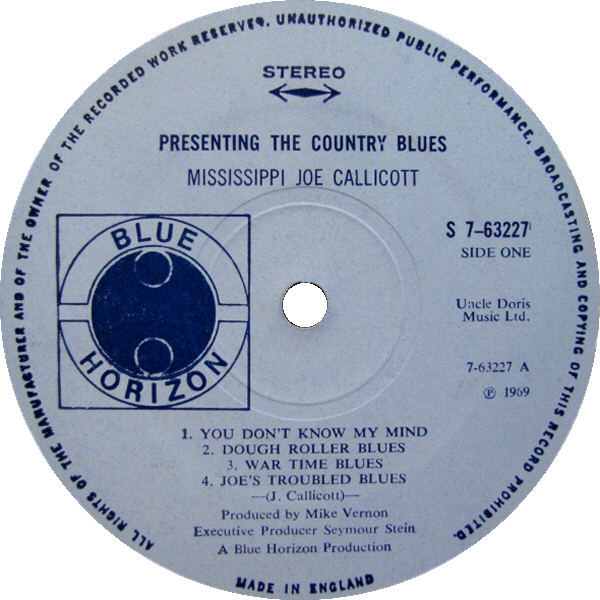 ALL RIGHTS OF THE MANUFACTURER AND OF THE OWNER OF THE RECORDED WORK RESERVED. UNAUTHORIZED PUBLIC PERFORMANCE, BROADCASTING AND COPYING OF THIS RECORD PROHIBITED.
STEREO
PRESENTING THE COUNTRY BLUES
MISSISSIPPI JOE CALLICOTT
BLUE
HORIZON
S 7–63227
SIDE ONE
Uncle Doris
Music Ltd.
7-63227 A
℗ 1969
1. YOU DON'T KNOW MY MIND
2. DOUGH ROLLER BLUES
3. WAR TIME BLUES
4. JOE'S TROUBLED BLUES
—(J. Callicott)—
Produced by Mike Vernon
Executive Producer Seymour Stein
A Blue Horizon Production
MADE IN ENGLAND